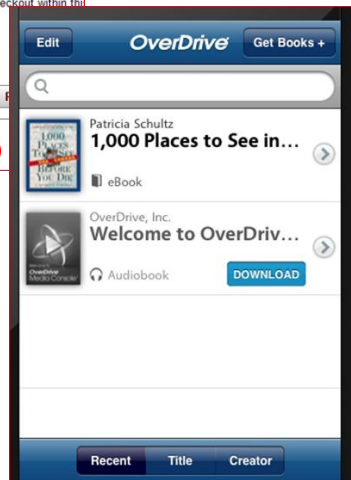 eckout within thi
Edit
OverDrive
Get Books +
Patricia Schultz
1,000 Places to See in...
eBook
1,000
PLACES
TO SEE
BEFORE
YOU DIE
OverDrive, Inc.
Welcome to OverDriv...
Audiobook
DOWNLOAD
OverDrive
Media Console
Recent
Title
Creator